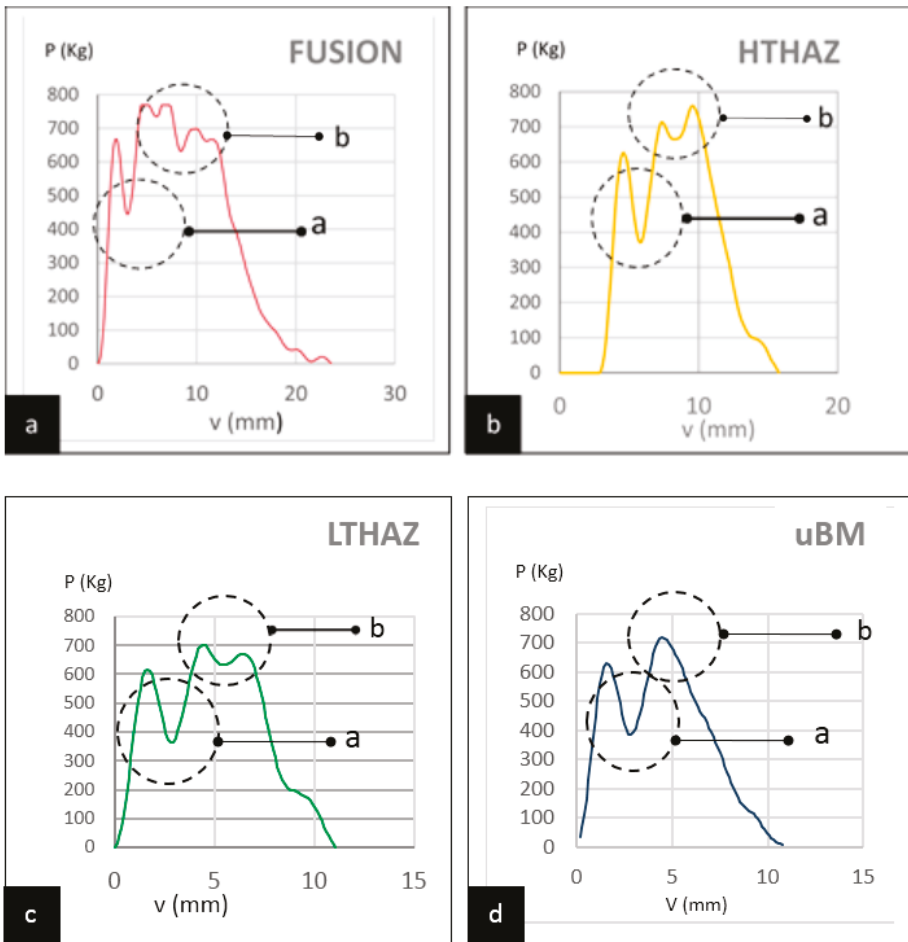 P (Kg)
FUSION
800
700
600
500
400
300
200
100
0
0 10 20 30
v (mm)
b
a
a
P (Kg)
HTHAZ
800
700
600
500
400
300
200
100
0
0 10 20
v (mm)
b
a
b
LTHAZ
P (Kg)
800
700
600
500
400
300
200
100
0
0 5 10 15
v (mm)
b
a
c
uBM
P (Kg)
800
700
600
500
400
300
200
100
0
0 5 10 15
V (mm)
b
a
d